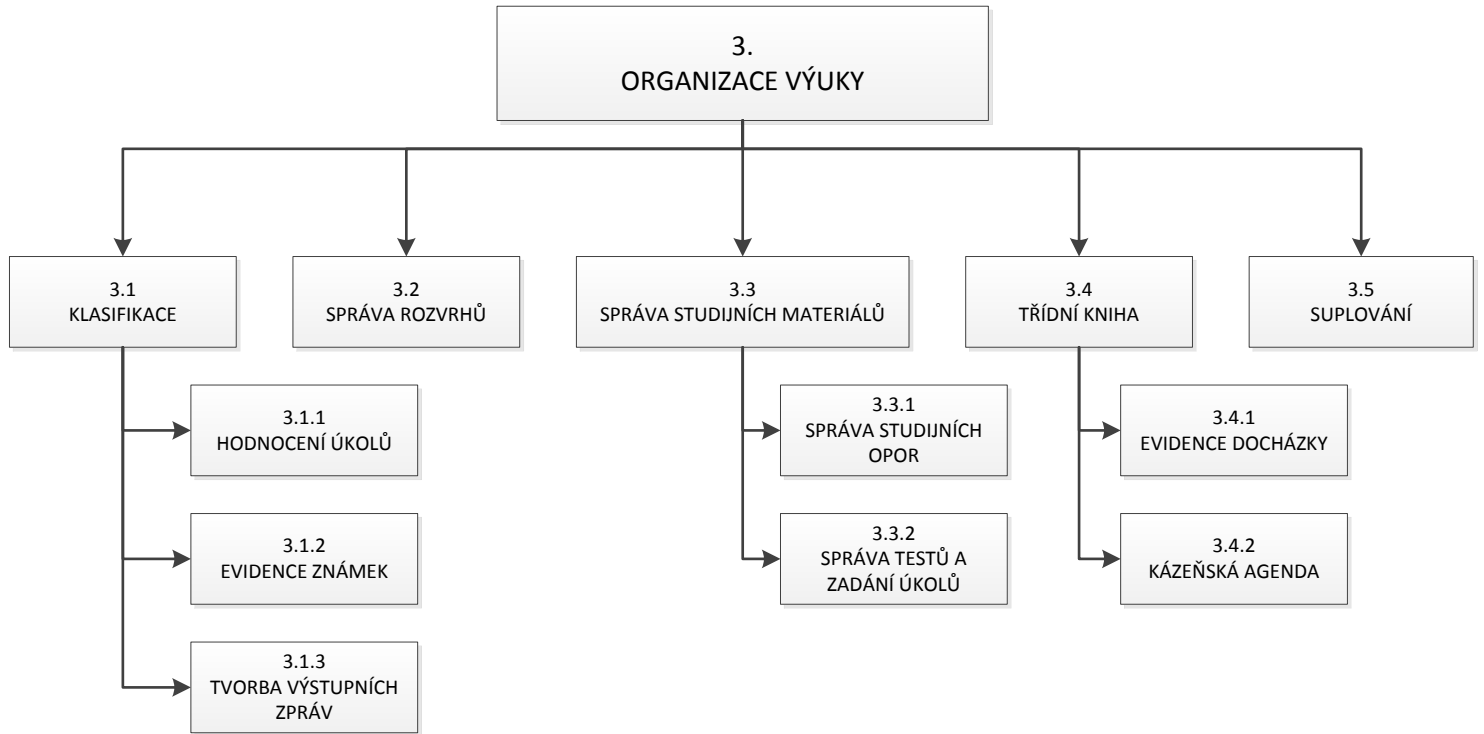 3.
ORGANIZACE VÝUKY
3.1
KLASIFIKACE
3.2
SPRÁVA ROZVRHŮ
3.3
SPRÁVA STUDIJNÍCH MATERIÁLŮ
3.4
TŘÍDNÍ KNIHA
3.5
SUPLOVÁNÍ
3.1.1
HODNOCENÍ ÚKOLŮ
3.3.1
SPRÁVA STUDIJNÍCH
OPOR
3.4.1
EVIDENCE DOCHÁZKY
3.1.2
EVIDENCE ZNÁMEK
3.3.2
SPRÁVA TESTŮ A
ZADÁNÍ ÚKOLŮ
3.4.2
KÁZEŇSKÁ AGENDA
3.1.3
TVORBA VÝSTUPNÍCH
ZPRÁV